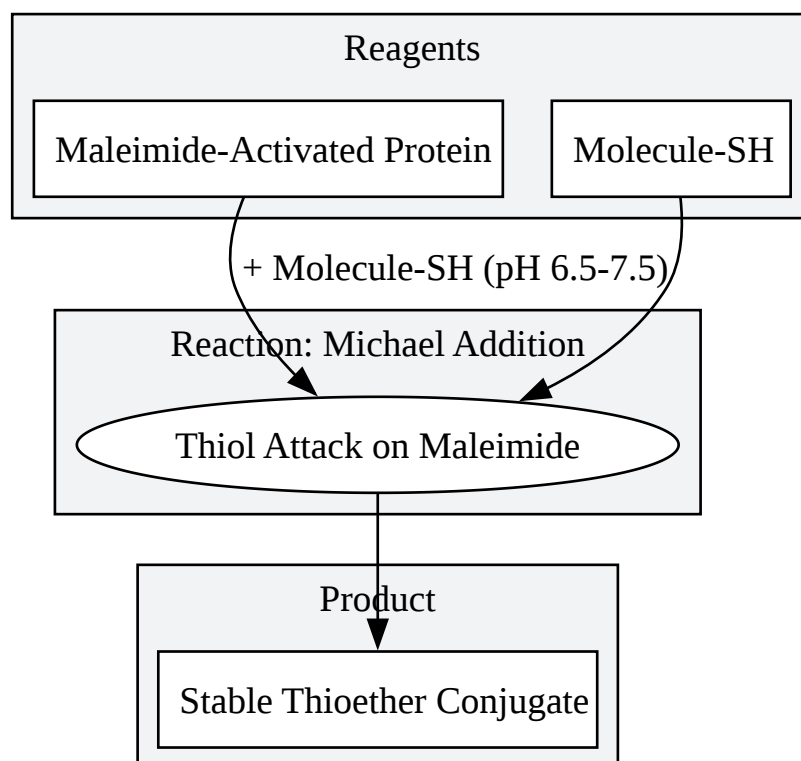 Reagents
Maleimide-Activated Protein
Molecule-SH
+ Molecule-SH (pH 6.5-7.5)
Reaction: Michael Addition
Thiol Attack on Maleimide
Product
Stable Thioether Conjugate